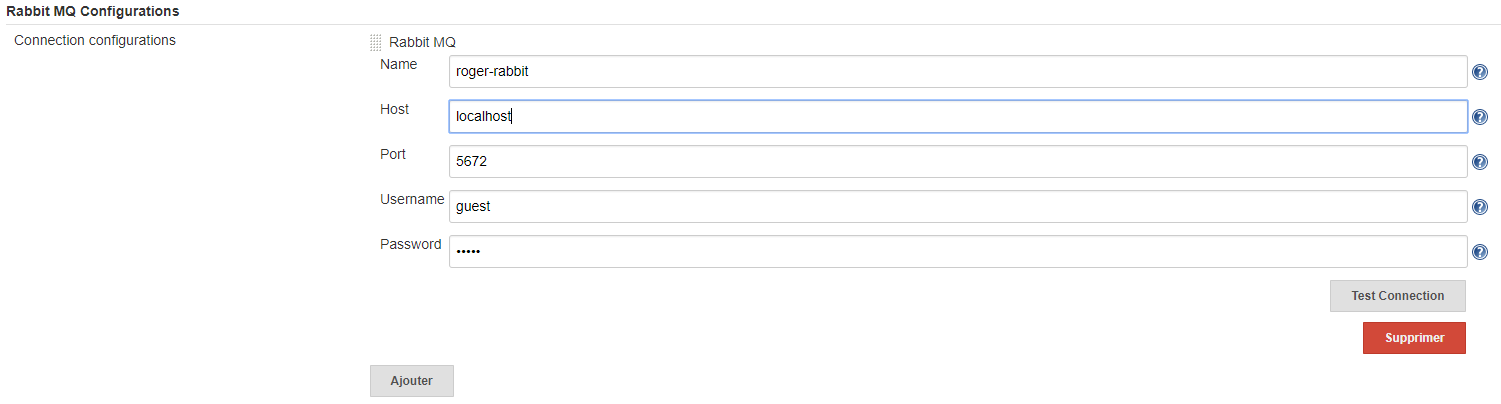 Rabbit MQ Configurations
Connection configurations
Rabbit MQ
Name
roger-rabbit
Host
localhost
Port
5672
Username
guest
Password
•••••
Test Connection
Supprimer
Ajouter